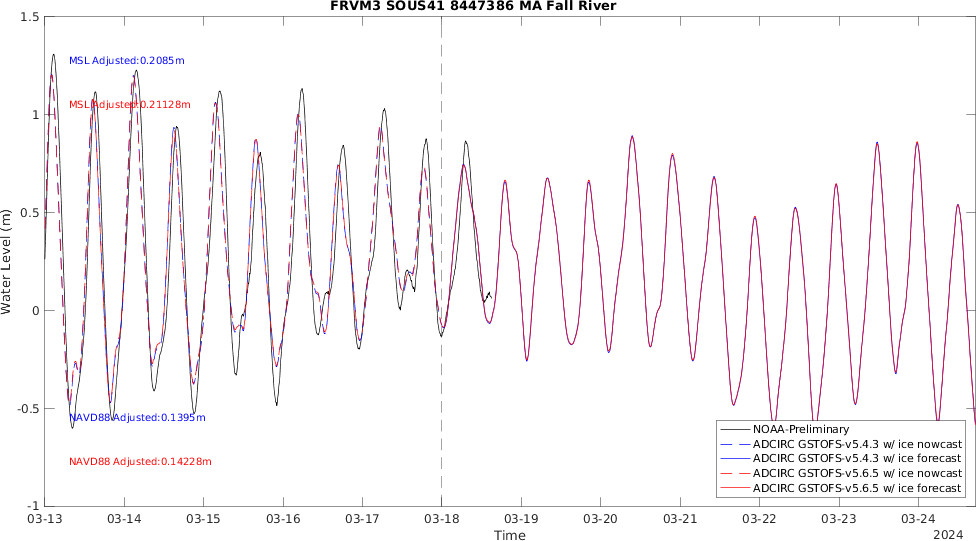 FRVM3 SOUS41 8447386 MA Fall River
1.5
MSL Adjusted:0.2085m
MSL Adjusted:0.21128m
1
0.5
Water Level (m)
0
-0.5
NAVD88 Adjusted:0.1395m
NAVD88 Adjusted:0.14228m
-1
NOAA-Preliminary
ADCIRC GSTOFS-v5.4.3 w/ ice nowcast
ADCIRC GSTOFS-v5.4.3 w/ ice forecast
ADCIRC GSTOFS-v5.6.5 w/ ice nowcast
ADCIRC GSTOFS-v5.6.5 w/ ice forecast
03-13 03-14 03-15 03-16 03-17 03-18 03-19 03-20 03-21 03-22 03-23 03-24
Time
2024